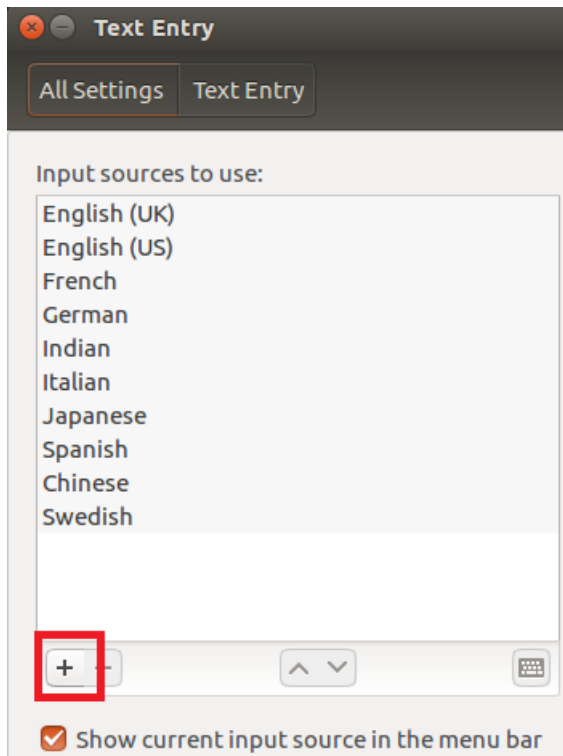 Text Entry
All Settings Text Entry
Input sources to use:
English (UK)
English (US)
French
German
Indian
Italian
Japanese
Spanish
Chinese
Swedish
+ -
Show current input source in the menu bar